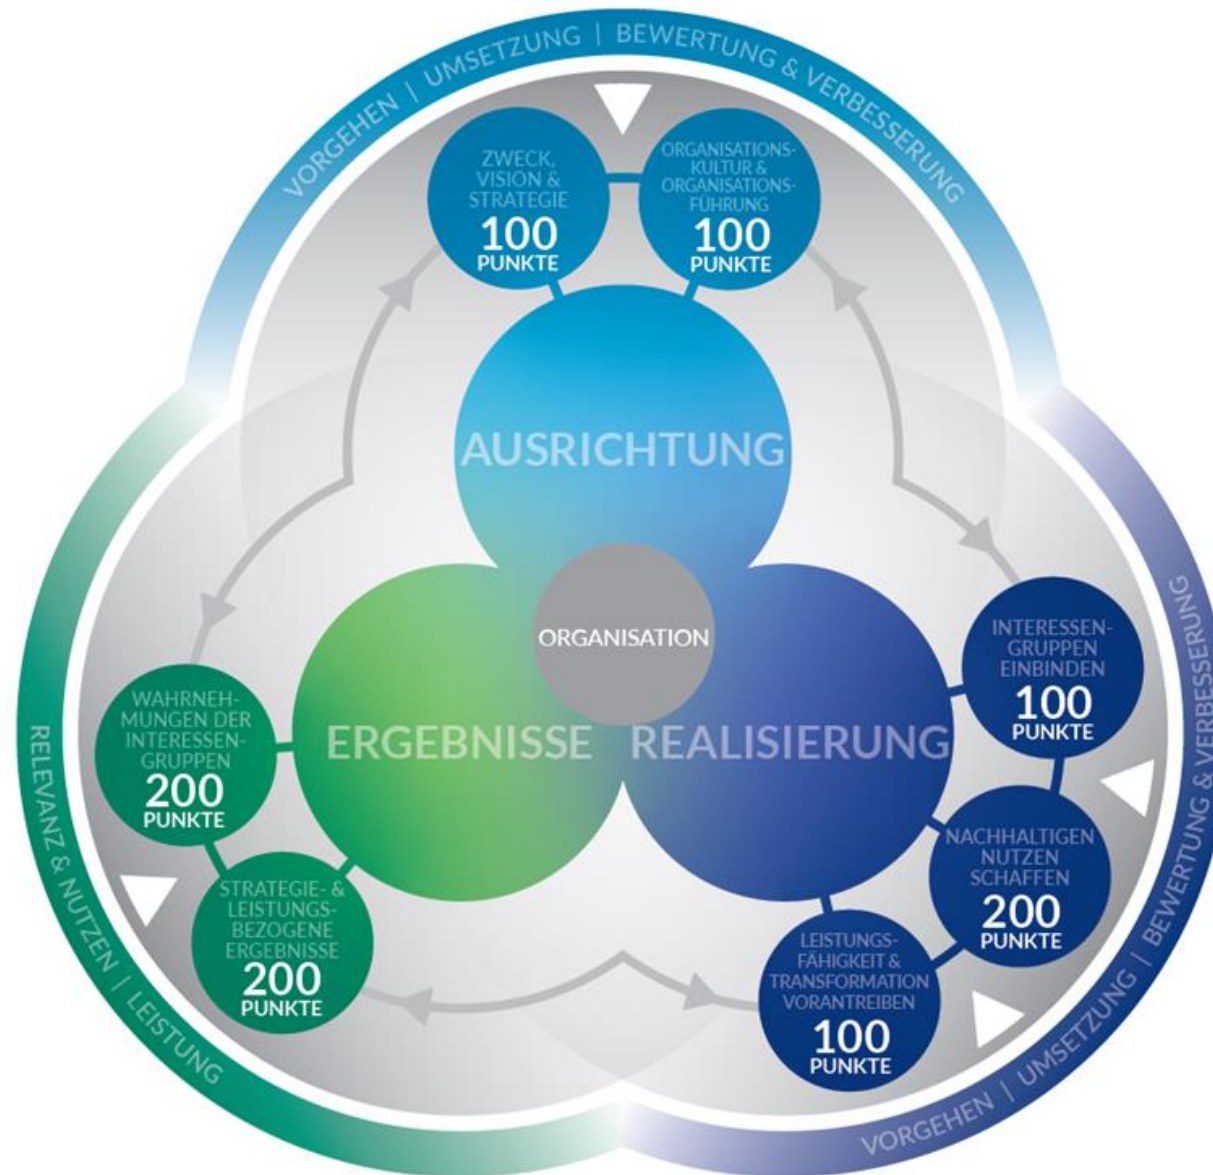 VORGEHEN | UMSETZUNG | BEWERTUNG & VERBESSERUNG
ZWECK,
VISION &
STRATEGIE
100
PUNKTE
ORGANISATIONS-
KULTUR &
ORGANISATIONS-
FÜHRUNG
100
PUNKTE
AUSRICHTUNG
ORGANISATION
ERGEBNISSE
REALISIERUNG
INTERESSEN-
GRUPPEN
EINBINDEN
100
PUNKTE
NACHHALTIGEN
NUTZEN
SCHAFFEN
200
PUNKTE
LEISTUNGS-
FÄHIGKEIT &
TRANSFORMATION
VORANTREIBEN
100
PUNKTE
VORGEHEN | UMSETZUNG | BEWERTUNG & VERBESSERUNG
WAHRNEH-
MUNGEN DER
INTERESSEN-
GRUPPEN
200
PUNKTE
STRATEGIE- &
LEISTUNGS-
BEZOGENE
ERGEBNISSE
200
PUNKTE
RELEVANZ & NUTZEN | LEISTUNG